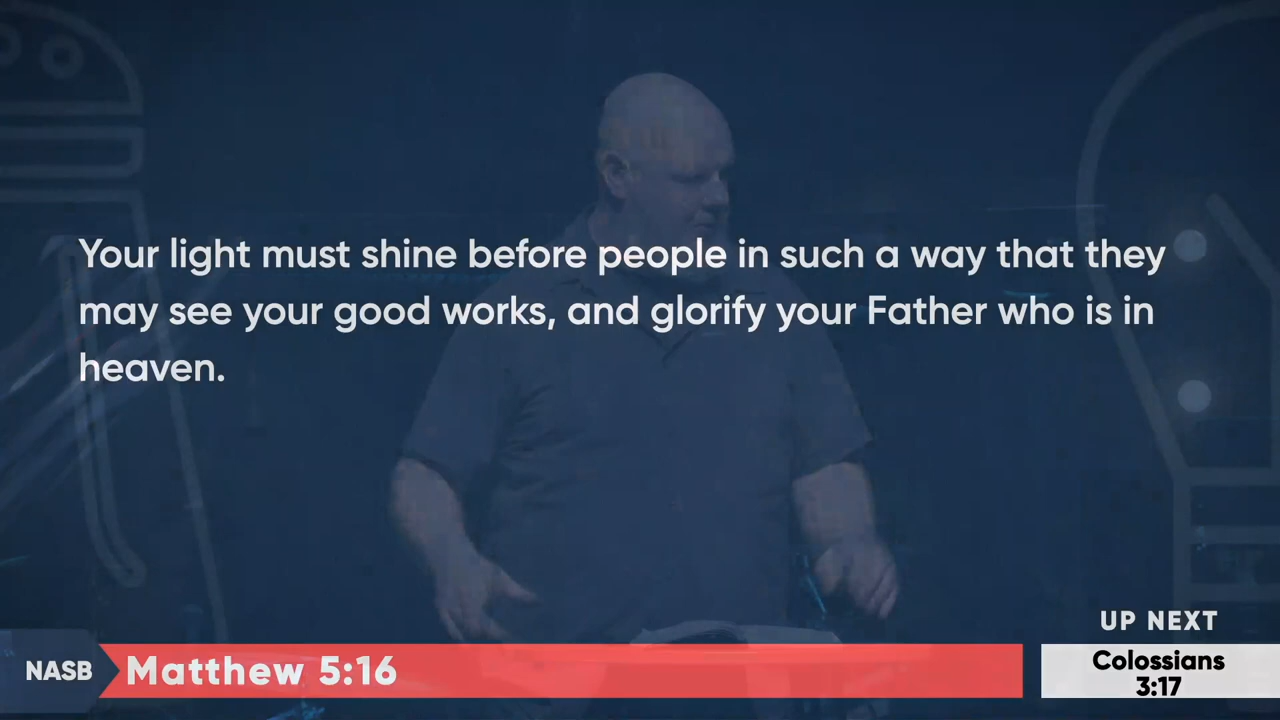 Your light must shine before people in such a way that they
may see your good works, and glorify your Father who is in
heaven.
UP NEXT
NASB
Matthew 5:16
Colossians
3:17